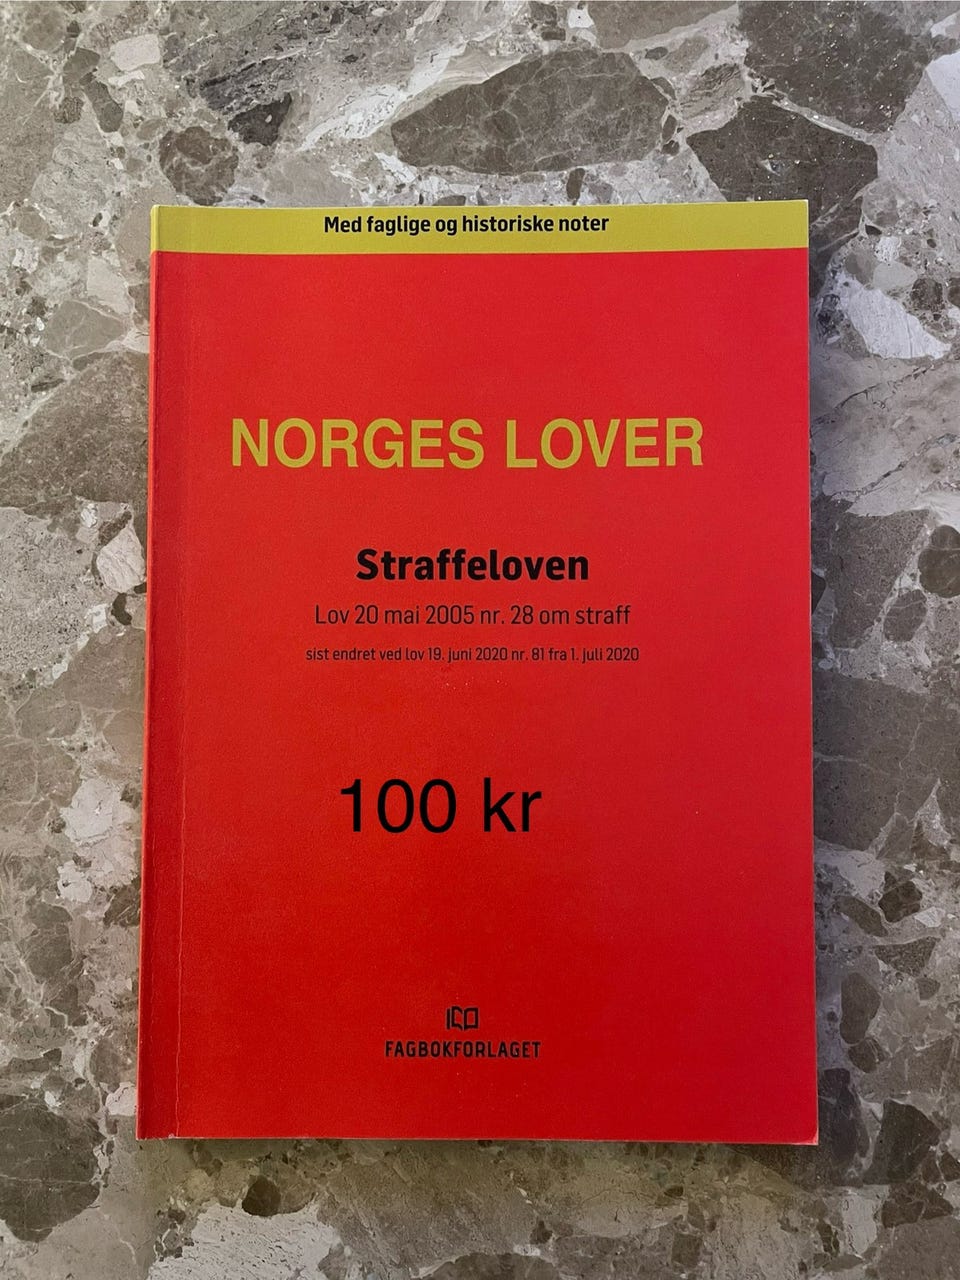 Med faglige og historiske noter
NORGES LOVER
Straffeloven
Lov 20 mai 2005 nr. 28 om straff
sist endret ved lov 19. juni 2020 nr. 81 fra 1. juli 2020
100 kr
FAGBOKFORLAGET